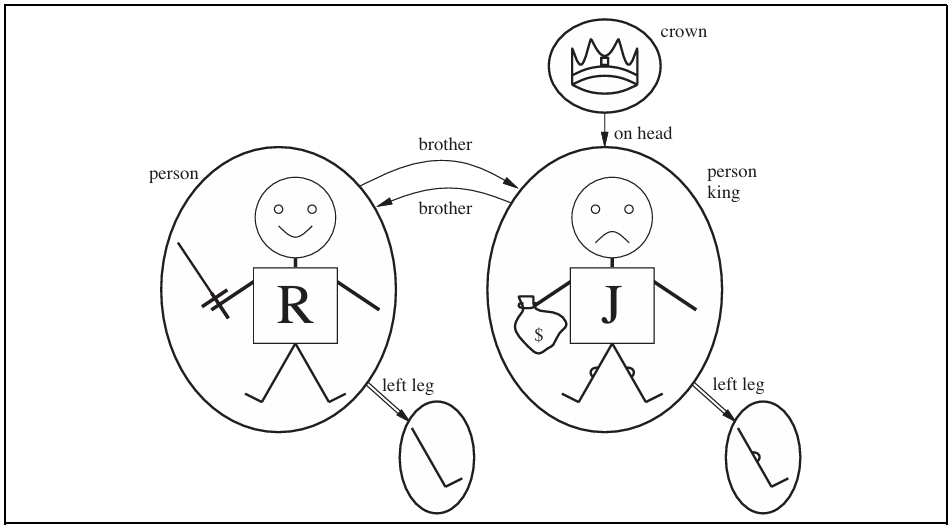 crown
on head
brother
person
person
king
brother
R
J
$
left leg
left leg